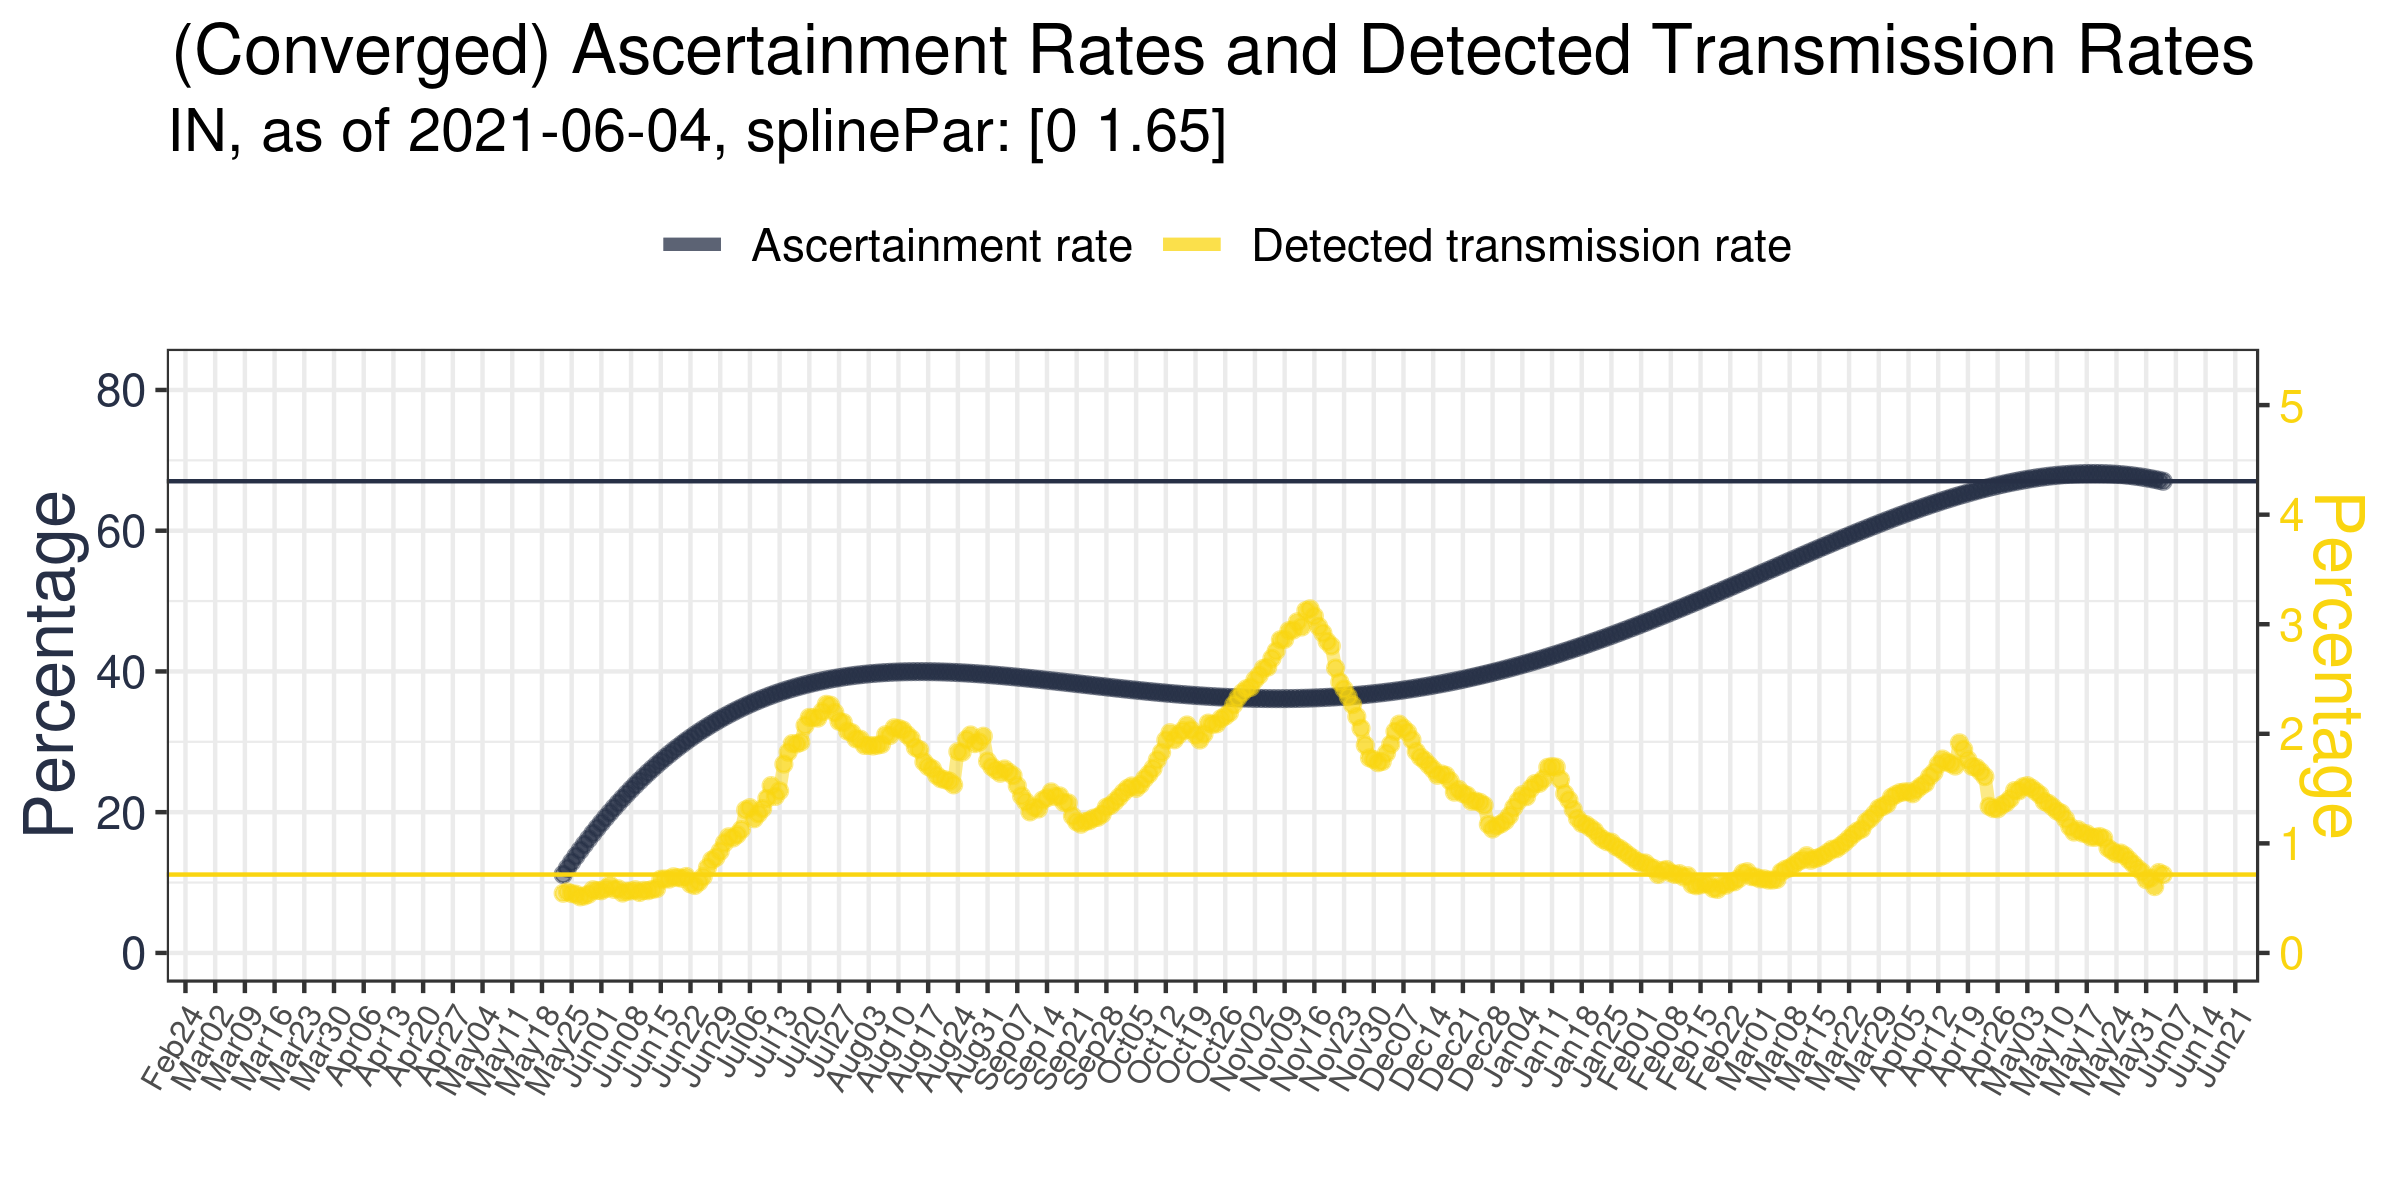 (Converged) Ascertainment Rates and Detected Transmission Rates
IN, as of 2021-06-04, splinePar: [0 1.65]
Ascertainment rate
Detected transmission rate
Percentage
80
60
40
20
0
5
4
3
2
1
0
Percentage
Feb24
Mar02
Mar09
Mar16
Mar23
Mar30
Apr06
Apr13
Apr20
Apr27
May04
May11
May18
May25
Jun01
Jun08
Jun15
Jun22
Jun29
Jul06
Jul13
Jul20
Jul27
Aug03
Aug10
Aug17
Aug24
Aug31
Sep07
Sep14
Sep21
Sep28
Oct05
Oct12
Oct19
Oct26
Nov02
Nov09
Nov16
Nov23
Nov30
Dec07
Dec14
Dec21
Dec28
Jan04
Jan11
Jan18
Jan25
Feb01
Feb08
Feb15
Feb22
Mar01
Mar08
Mar15
Mar22
Mar29
Apr05
Apr12
Apr19
Apr26
May03
May10
May17
May24
May31
Jun07
Jun14
Jun21